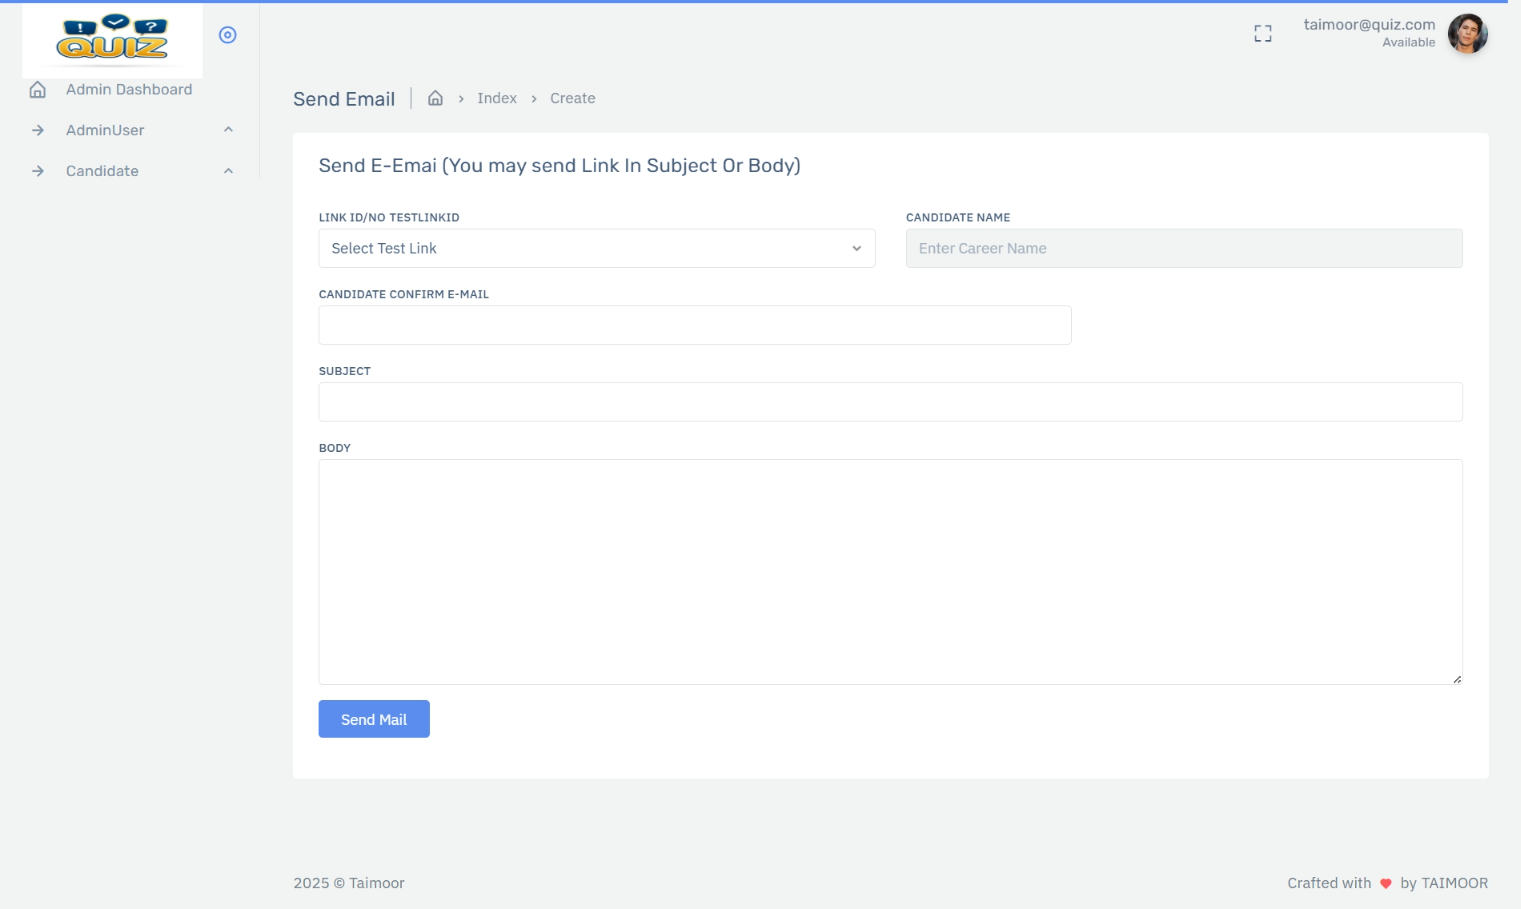 ! ?
QUIZ
taimoor@quiz.com
Available
Admin Dashboard
AdminUser
Candidate
Send Email
Index
Create
Send E-Emai (You may send Link In Subject Or Body)
LINK ID/NO TESTLINKID
CANDIDATE NAME
Select Test Link
Enter Career Name
CANDIDATE CONFIRM E-MAIL
SUBJECT
BODY
Send Mail
2025 © Taimoor
Crafted with ♥ by TAIMOOR